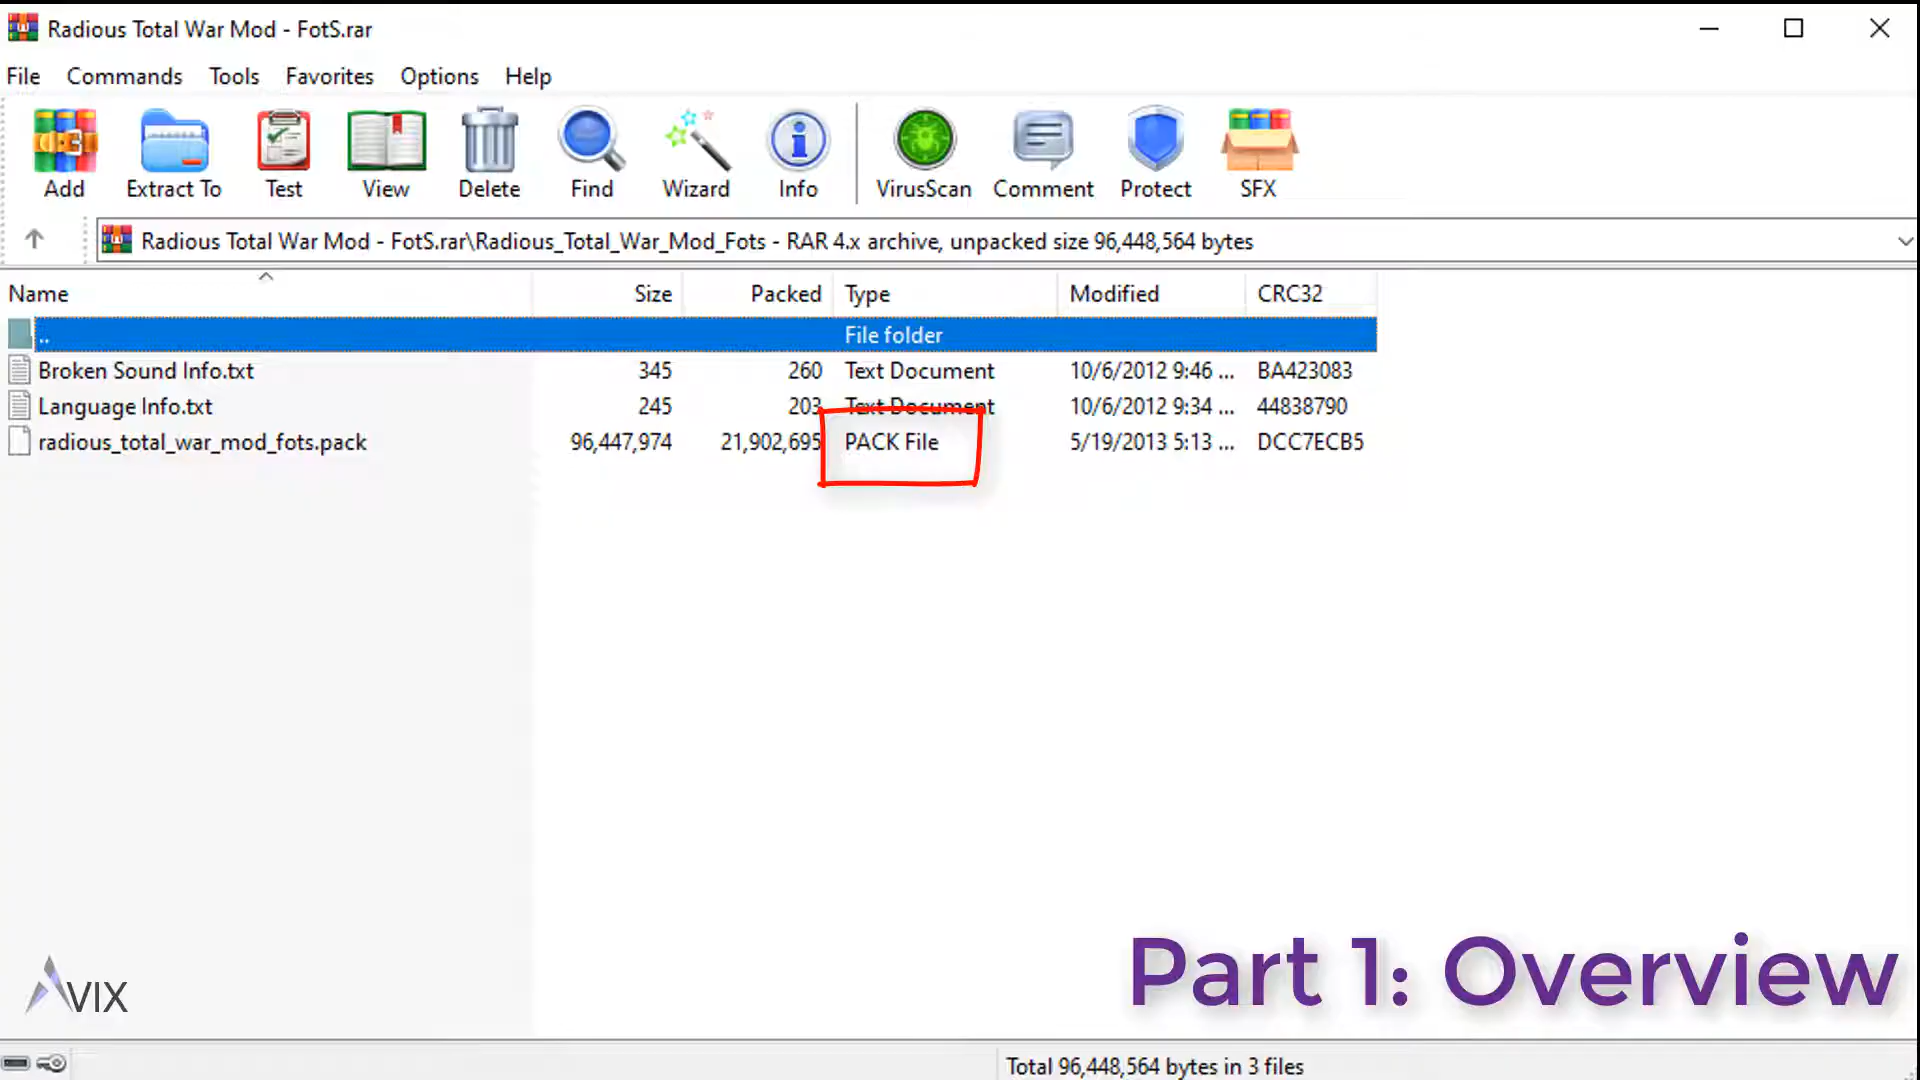 Radious Total War Mod - FotS.rar
File Commands Tools Favorites Options Help
Add Extract To Test View Delete Find Wizard Info VirusScan Comment Protect SFX
Radious Total War Mod - FotS.rar\Radious_Total_War_Mod_Fots - RAR 4.x archive, unpacked size 96,448,564 bytes
Name Size Packed Type Modified CRC32
.. File folder
Broken Sound Info.txt 345 260 Text Document 10/6/2012 9:46 ... BA423083
Language Info.txt 245 203 Text Document 10/6/2012 9:34 ... 44838790
radious_total_war_mod_fots.pack 96,447,974 21,902,695 PACK File 5/19/2013 5:13 ... DCC7ECB5
Part 1: Overview
AVIX
Total 96,448,564 bytes in 3 files